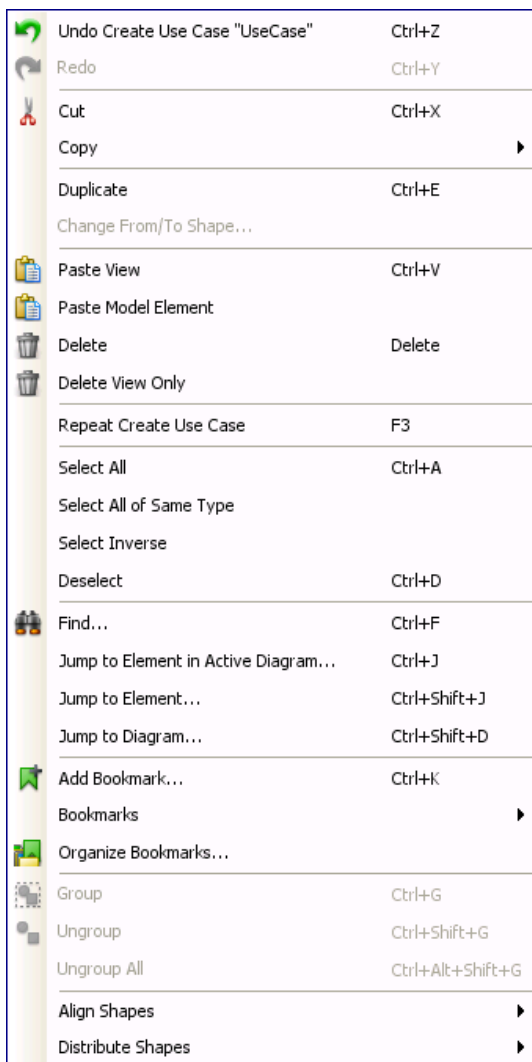 Undo Create Use Case "UseCase" Ctrl+Z
Redo Ctrl+Y
Cut Ctrl+X
Copy
Duplicate Ctrl+E
Change From/To Shape...
Paste View Ctrl+V
Paste Model Element
Delete Delete
Delete View Only
Repeat Create Use Case F3
Select All Ctrl+A
Select All of Same Type
Select Inverse
Deselect Ctrl+D
Find... Ctrl+F
Jump to Element in Active Diagram... Ctrl+J
Jump to Element... Ctrl+Shift+J
Jump to Diagram... Ctrl+Shift+D
Add Bookmark... Ctrl+K
Bookmarks
Organize Bookmarks...
Group Ctrl+G
Ungroup Ctrl+Shift+G
Ungroup All Ctrl+Alt+Shift+G
Align Shapes
Distribute Shapes